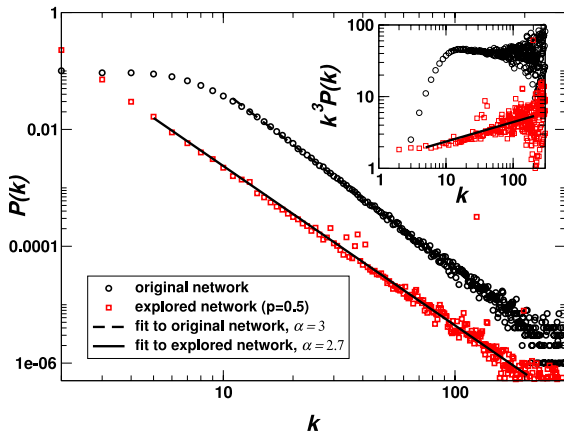 1
0.01
0.0001
1e-06
P(k)
10
100
k
original network
explored network (p=0.5)
fit to original network, α = 3
fit to explored network, α = 2.7
100
10
1
k³P(k)
1
10
100
k